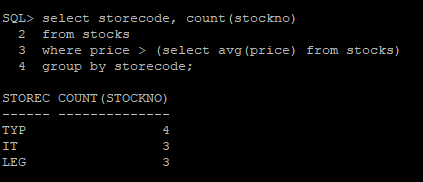 SQL> select storecode, count(stockno)
  2  from stocks
  3  where price > (select avg(price) from stocks)
  4  group by storecode;
STOREC COUNT(STOCKNO)
------ --------------
TYP                 4
IT                  3
LEG                 3